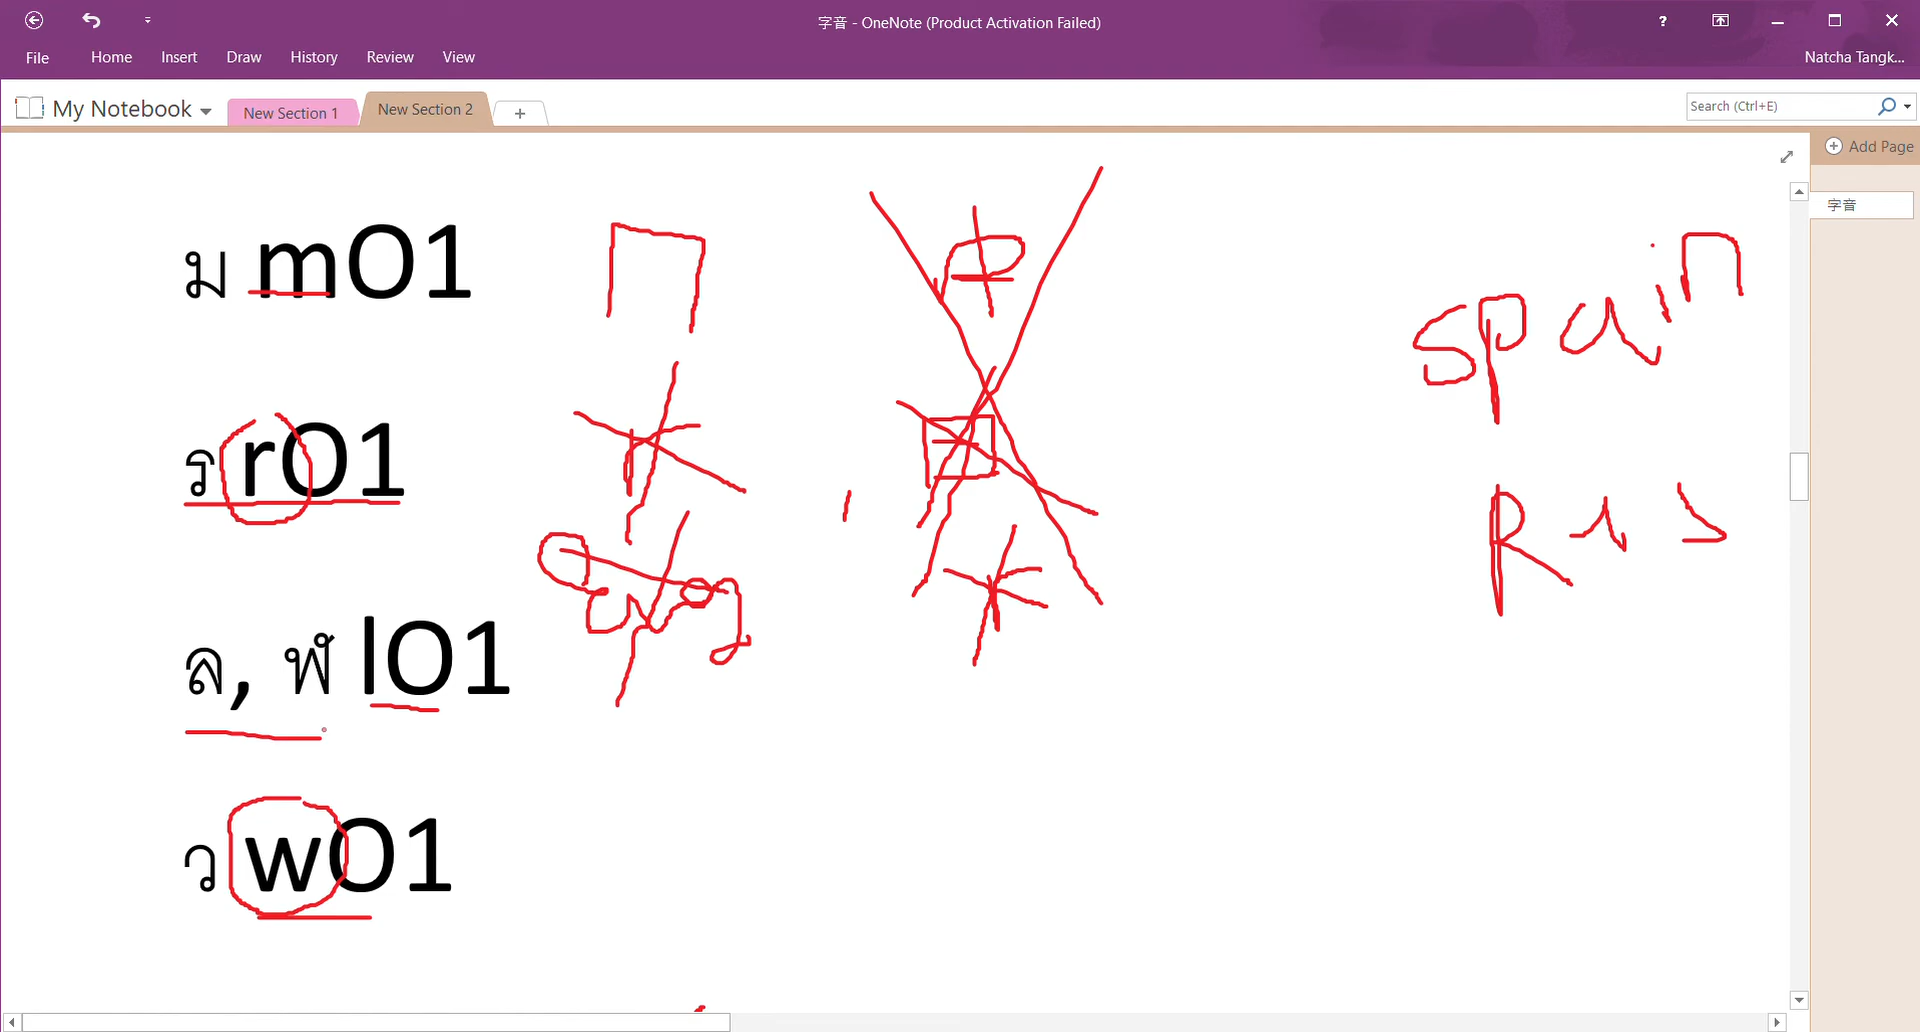 字音 - OneNote (Product Activation Failed)
?
File Home Insert Draw History Review View
Natcha Tangk...
My Notebook
New Section 1
New Section 2
+
Search (Ctrl+E)
Add Page
字音
ม mO1
spain
ร rO1
Rus
ล, ฬ lO1
ว wO1